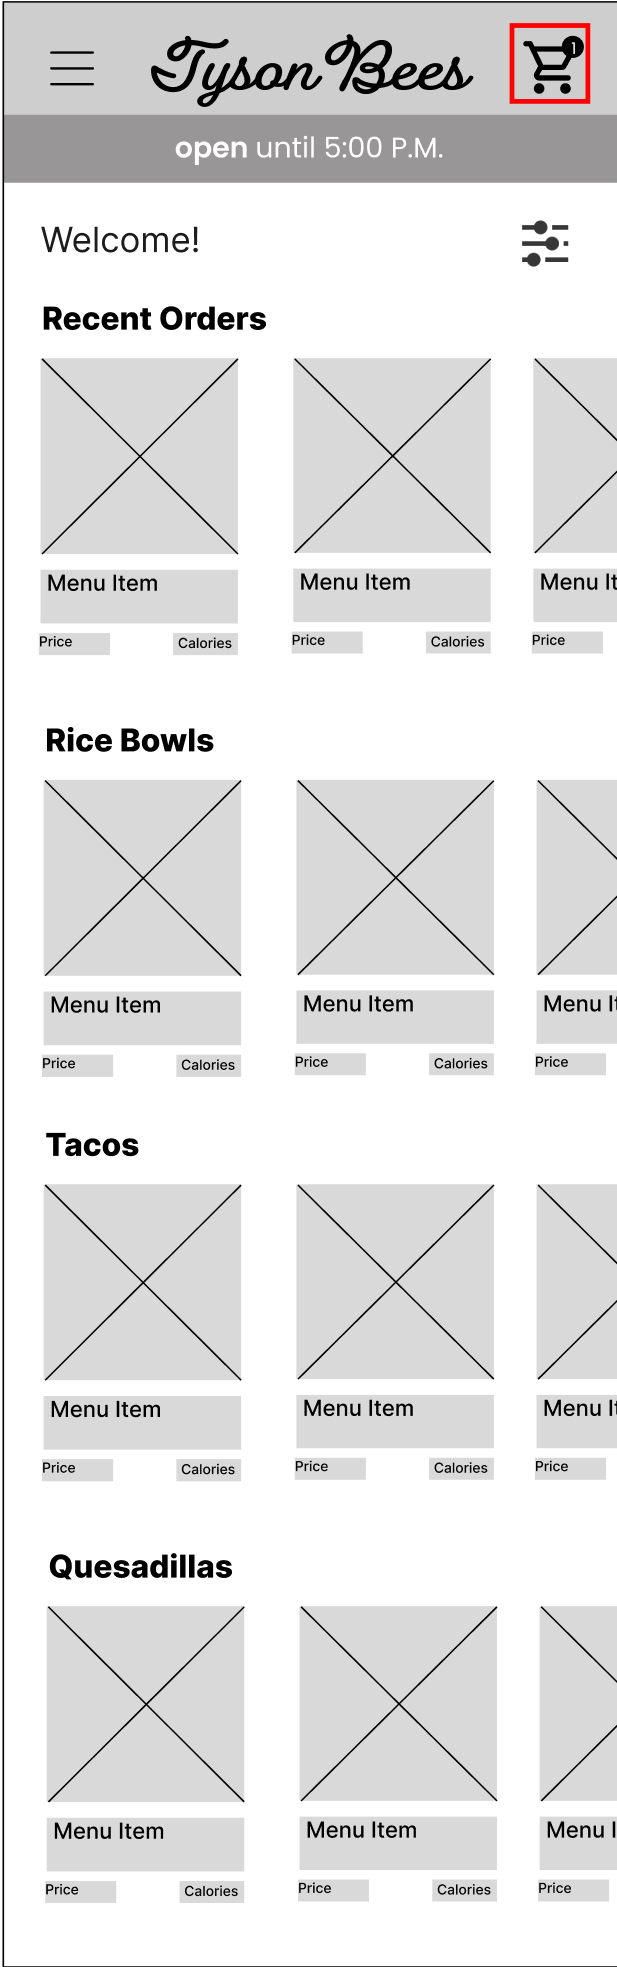 Tyson Bees
1
open until 5:00 P.M.
Welcome!
Recent Orders
Menu Item Menu Item Menu It
Price Calories Price Calories Price
Rice Bowls
Menu Item Menu Item Menu It
Price Calories Price Calories Price
Tacos
Menu Item Menu Item Menu It
Price Calories Price Calories Price
Quesadillas
Menu Item Menu Item Menu I
Price Calories Price Calories Price